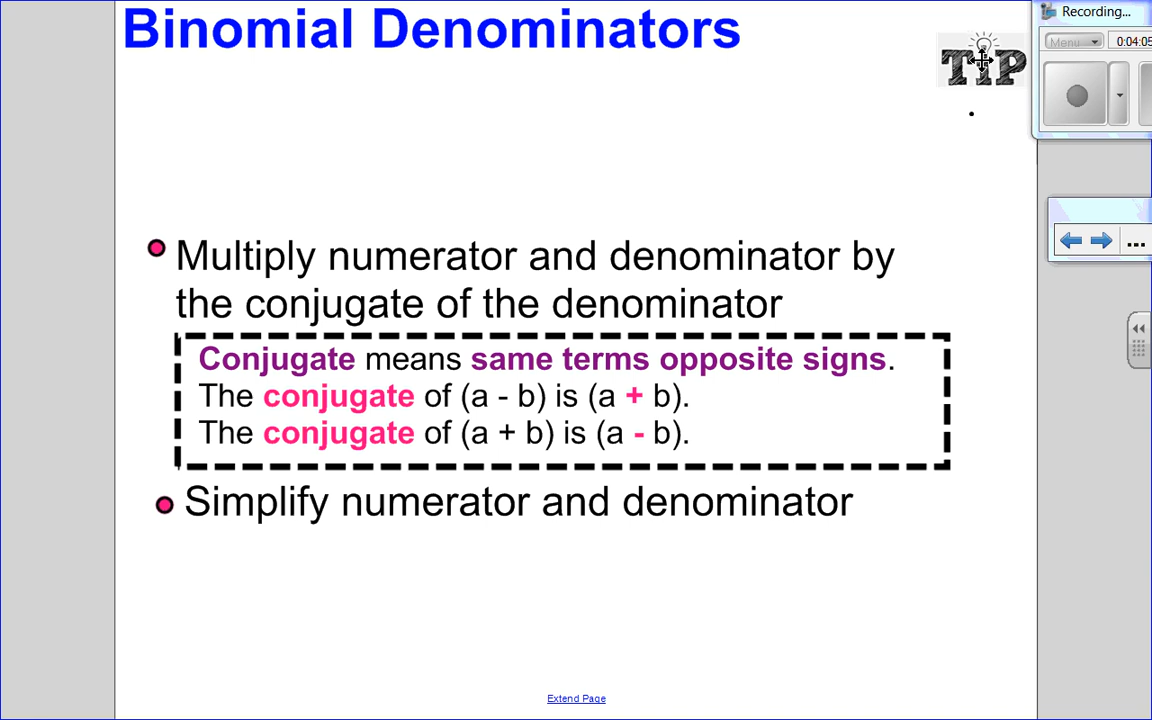 Binomial Denominators
Recording...
Menu
0:04:05
TIP
.
Multiply numerator and denominator by
the conjugate of the denominator
Conjugate means same terms opposite signs.
The conjugate of (a - b) is (a + b).
The conjugate of (a + b) is (a - b).
Simplify numerator and denominator
...
Extend Page